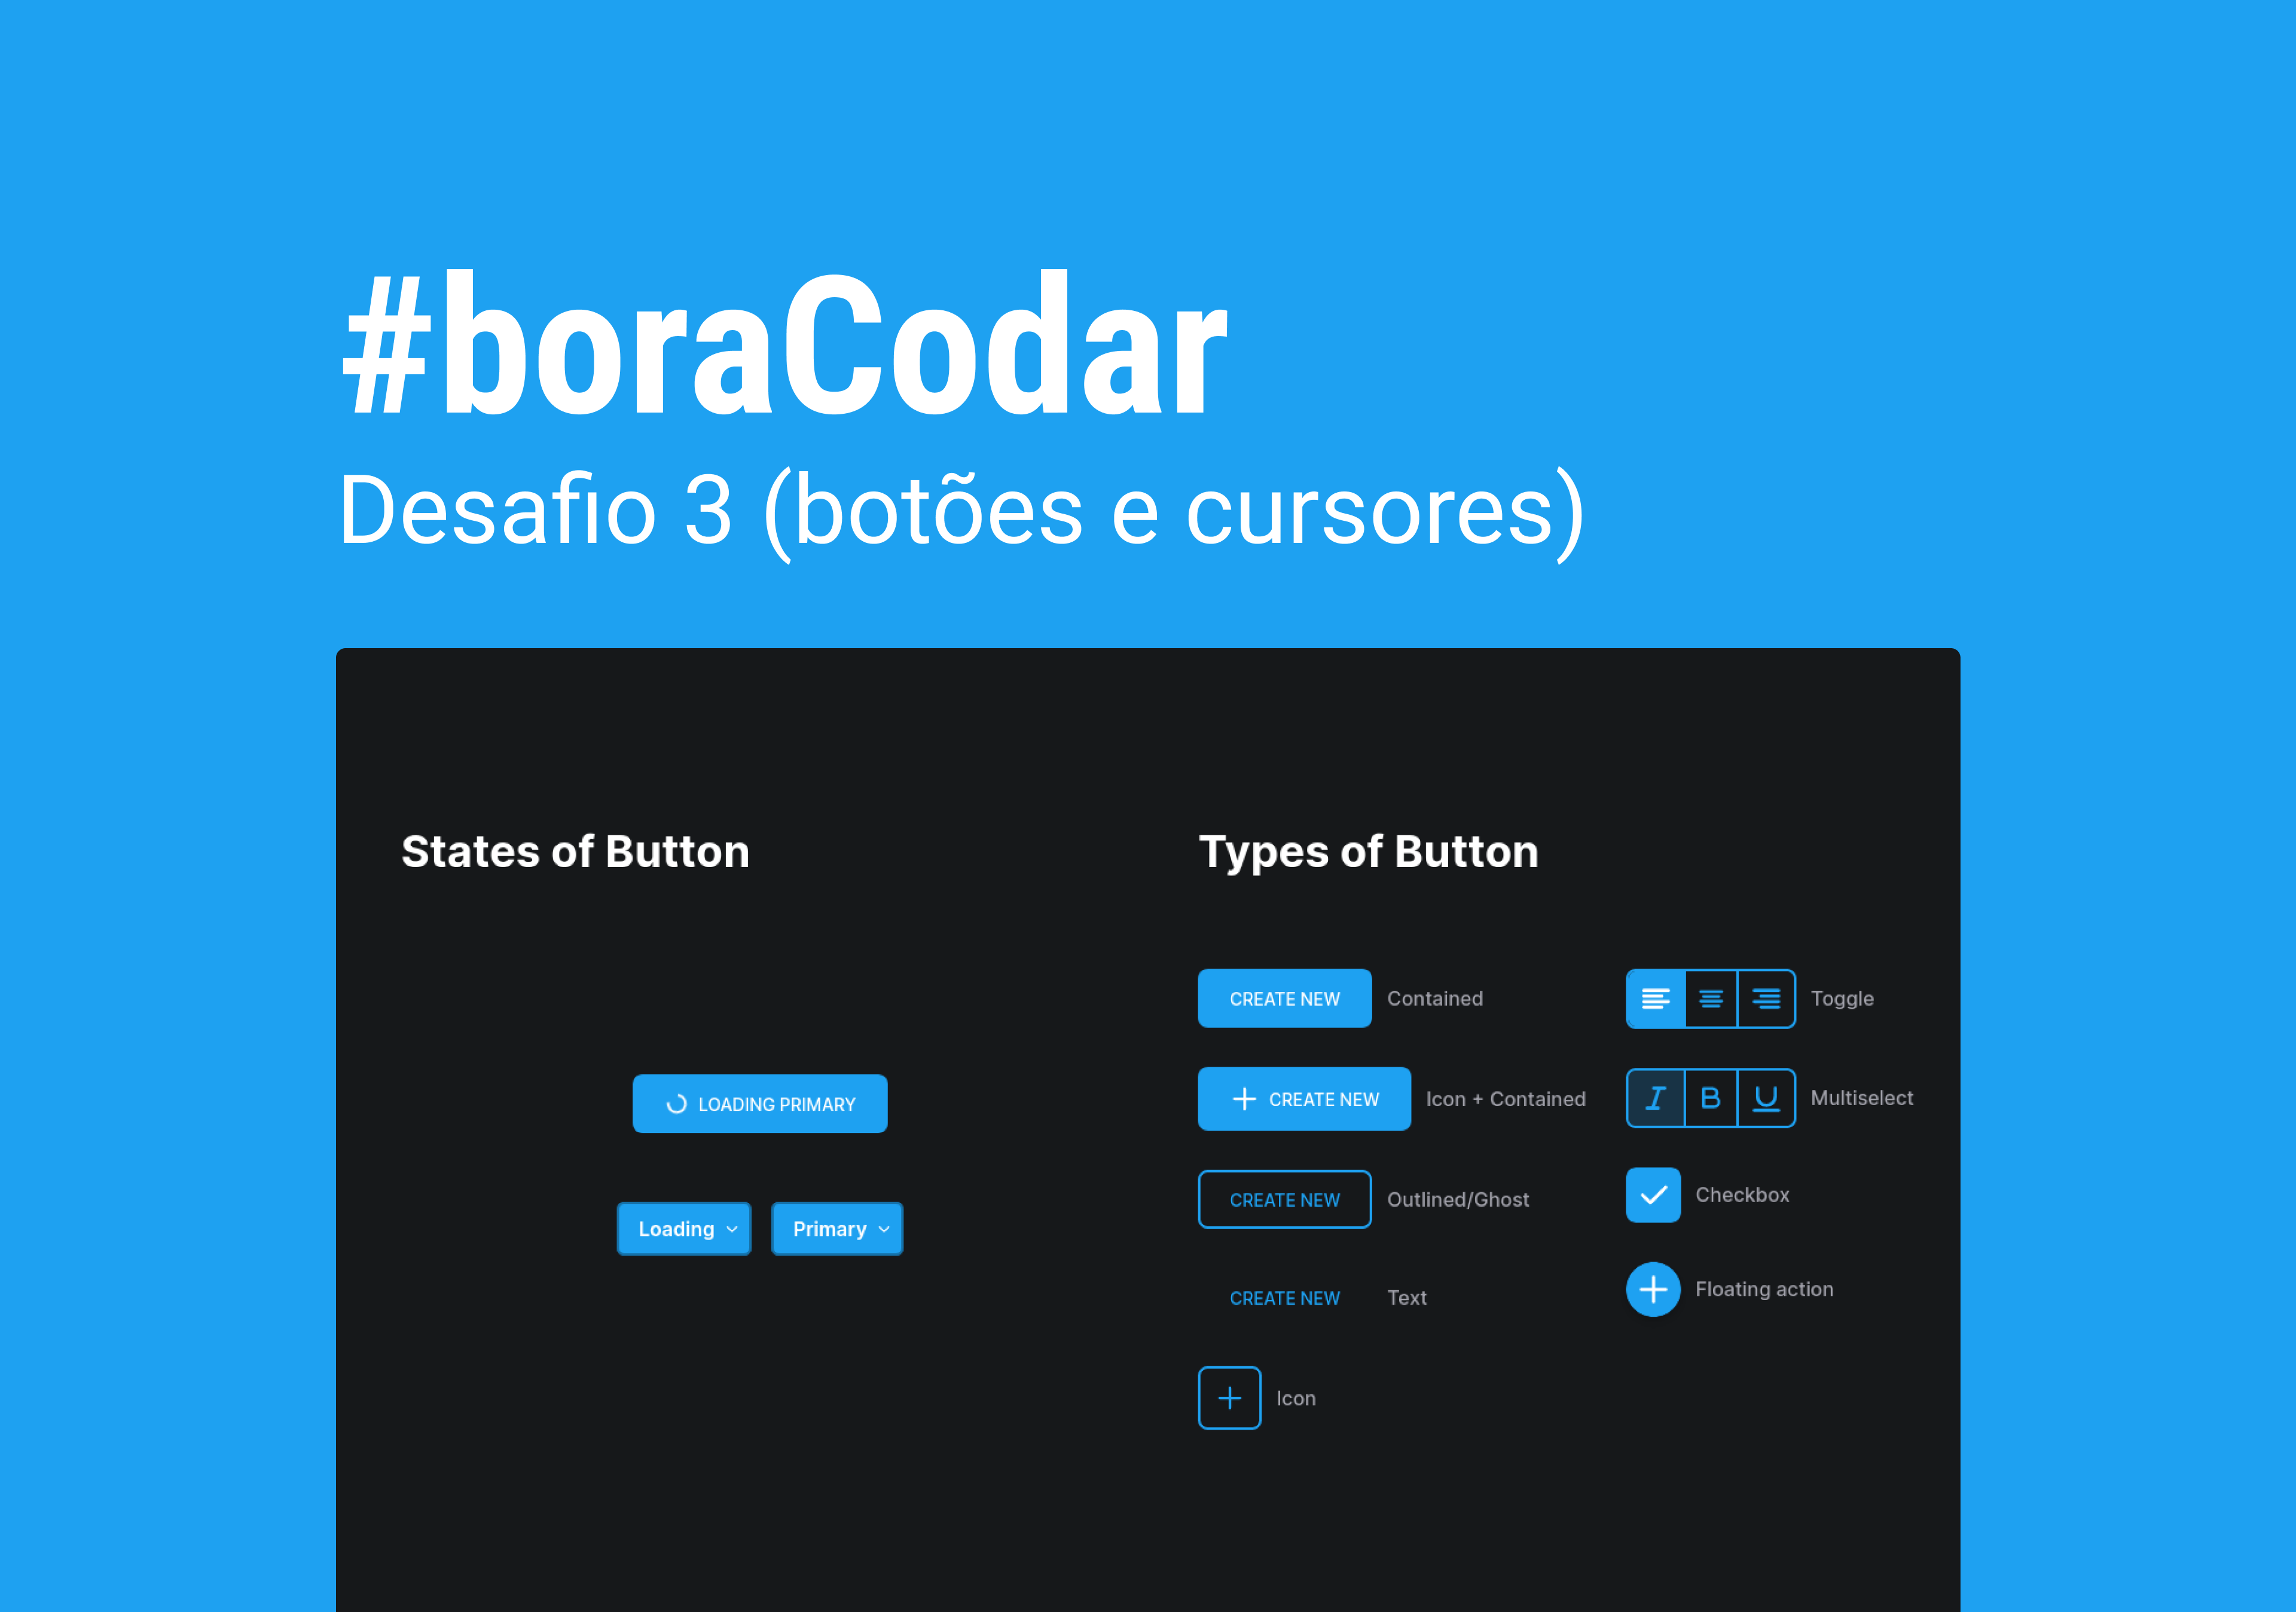 #boraCodar
Desafio 3 (botões e cursores)
States of Button
LOADING PRIMARY
Loading
Primary
Types of Button
CREATE NEW
Contained
CREATE NEW
Icon + Contained
CREATE NEW
Outlined/Ghost
CREATE NEW
Text
Icon
Toggle
I B U
Multiselect
Checkbox
Floating action